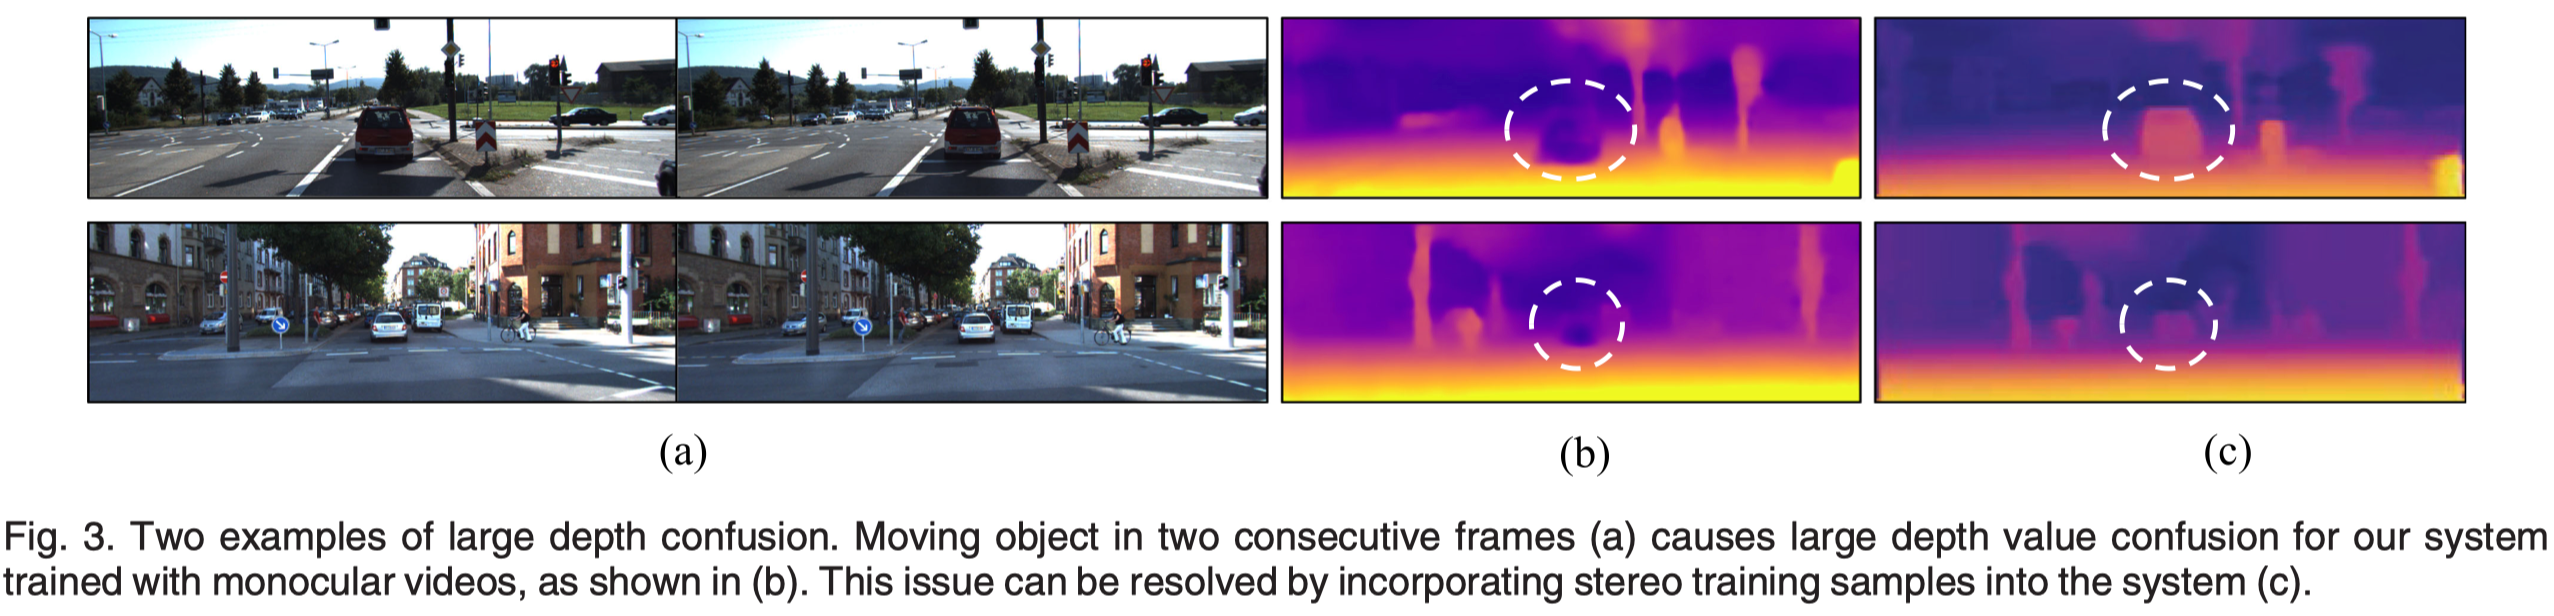 (a) (b) (c)
Fig. 3. Two examples of large depth confusion. Moving object in two consecutive frames (a) causes large depth value confusion for our system
trained with monocular videos, as shown in (b). This issue can be resolved by incorporating stereo training samples into the system (c).